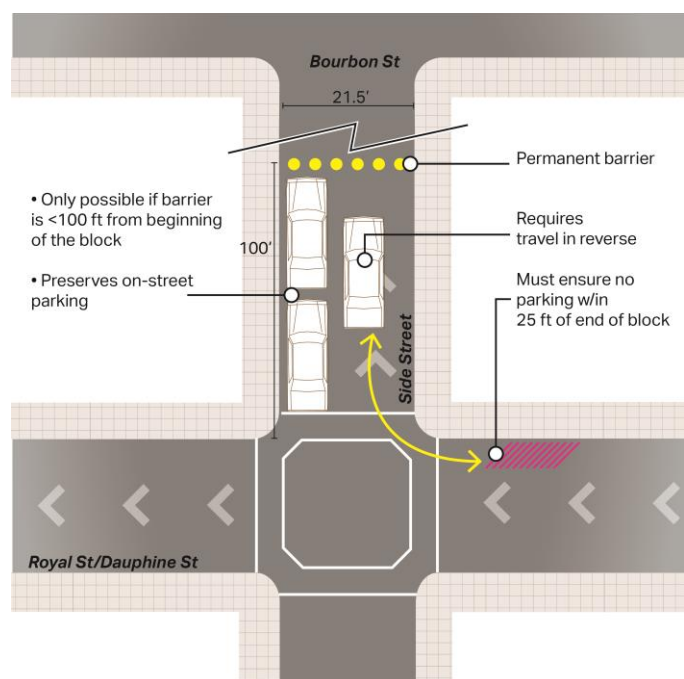 Bourbon St
21.5’
Permanent barrier
• Only possible if barrier
is <100 ft from beginning
of the block
Requires
travel in reverse
100’
• Preserves on-street
parking
Must ensure no
parking w/in
25 ft of end of block
Side Street
Royal St/Dauphine St